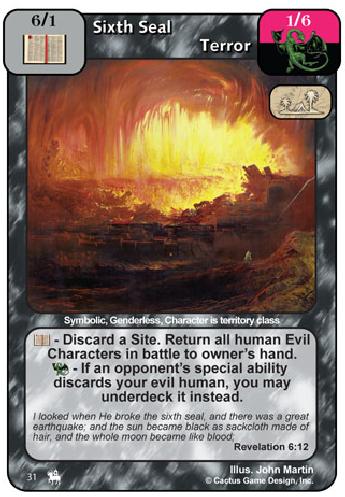 6/1
Sixth Seal
1/6
Terror
Symbolic, Genderless, Character is territory class
- Discard a Site. Return all human Evil
Characters in battle to owner's hand.
- If an opponent's special ability
discards your evil human, you may
underdeck it instead.
I looked when He broke the sixth seal, and there was a great
earthquake; and the sun became black as sackcloth made of
hair, and the whole moon became like blood;
Revelation 6:12
Illus. John Martin
31
© Cactus Game Design, Inc.